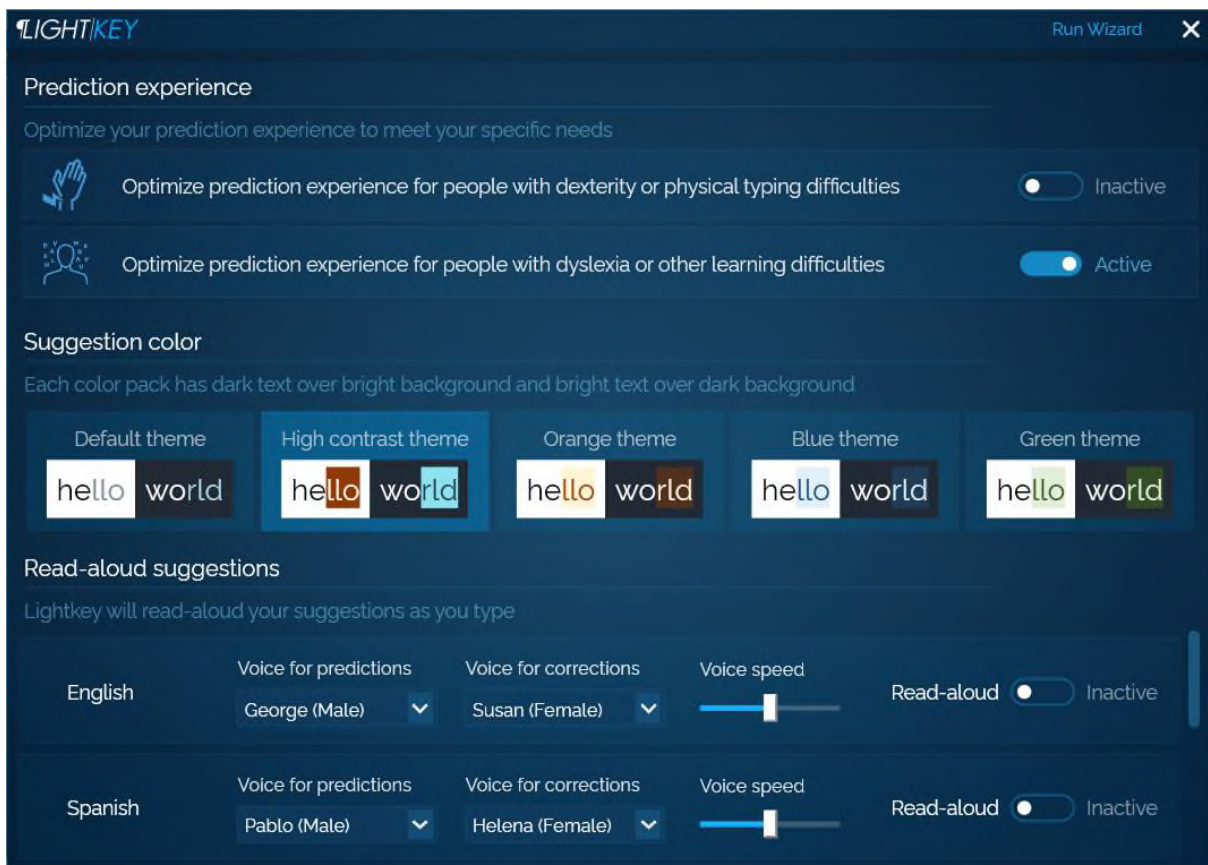 LIGHT|KEY Run Wizard
Prediction experience
Optimize your prediction experience to meet your specific needs
Optimize prediction experience for people with dexterity or physical typing difficulties Inactive
Optimize prediction experience for people with dyslexia or other learning difficulties Active
Suggestion color
Each color pack has dark text over bright background and bright text over dark background
Default theme High contrast theme Orange theme Blue theme Green theme
hello world hello world hello world hello world hello world
Read-aloud suggestions
Lightkey will read-aloud your suggestions as you type
Voice for predictions Voice for corrections Voice speed
English George (Male) Susan (Female) Read-aloud Inactive
Voice for predictions Voice for corrections Voice speed
Spanish Pablo (Male) Helena (Female) Read-aloud Inactive